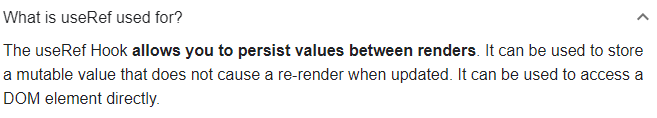 What is useRef used for?
The useRef Hook allows you to persist values between renders. It can be used to store
a mutable value that does not cause a re-render when updated. It can be used to access a
DOM element directly.